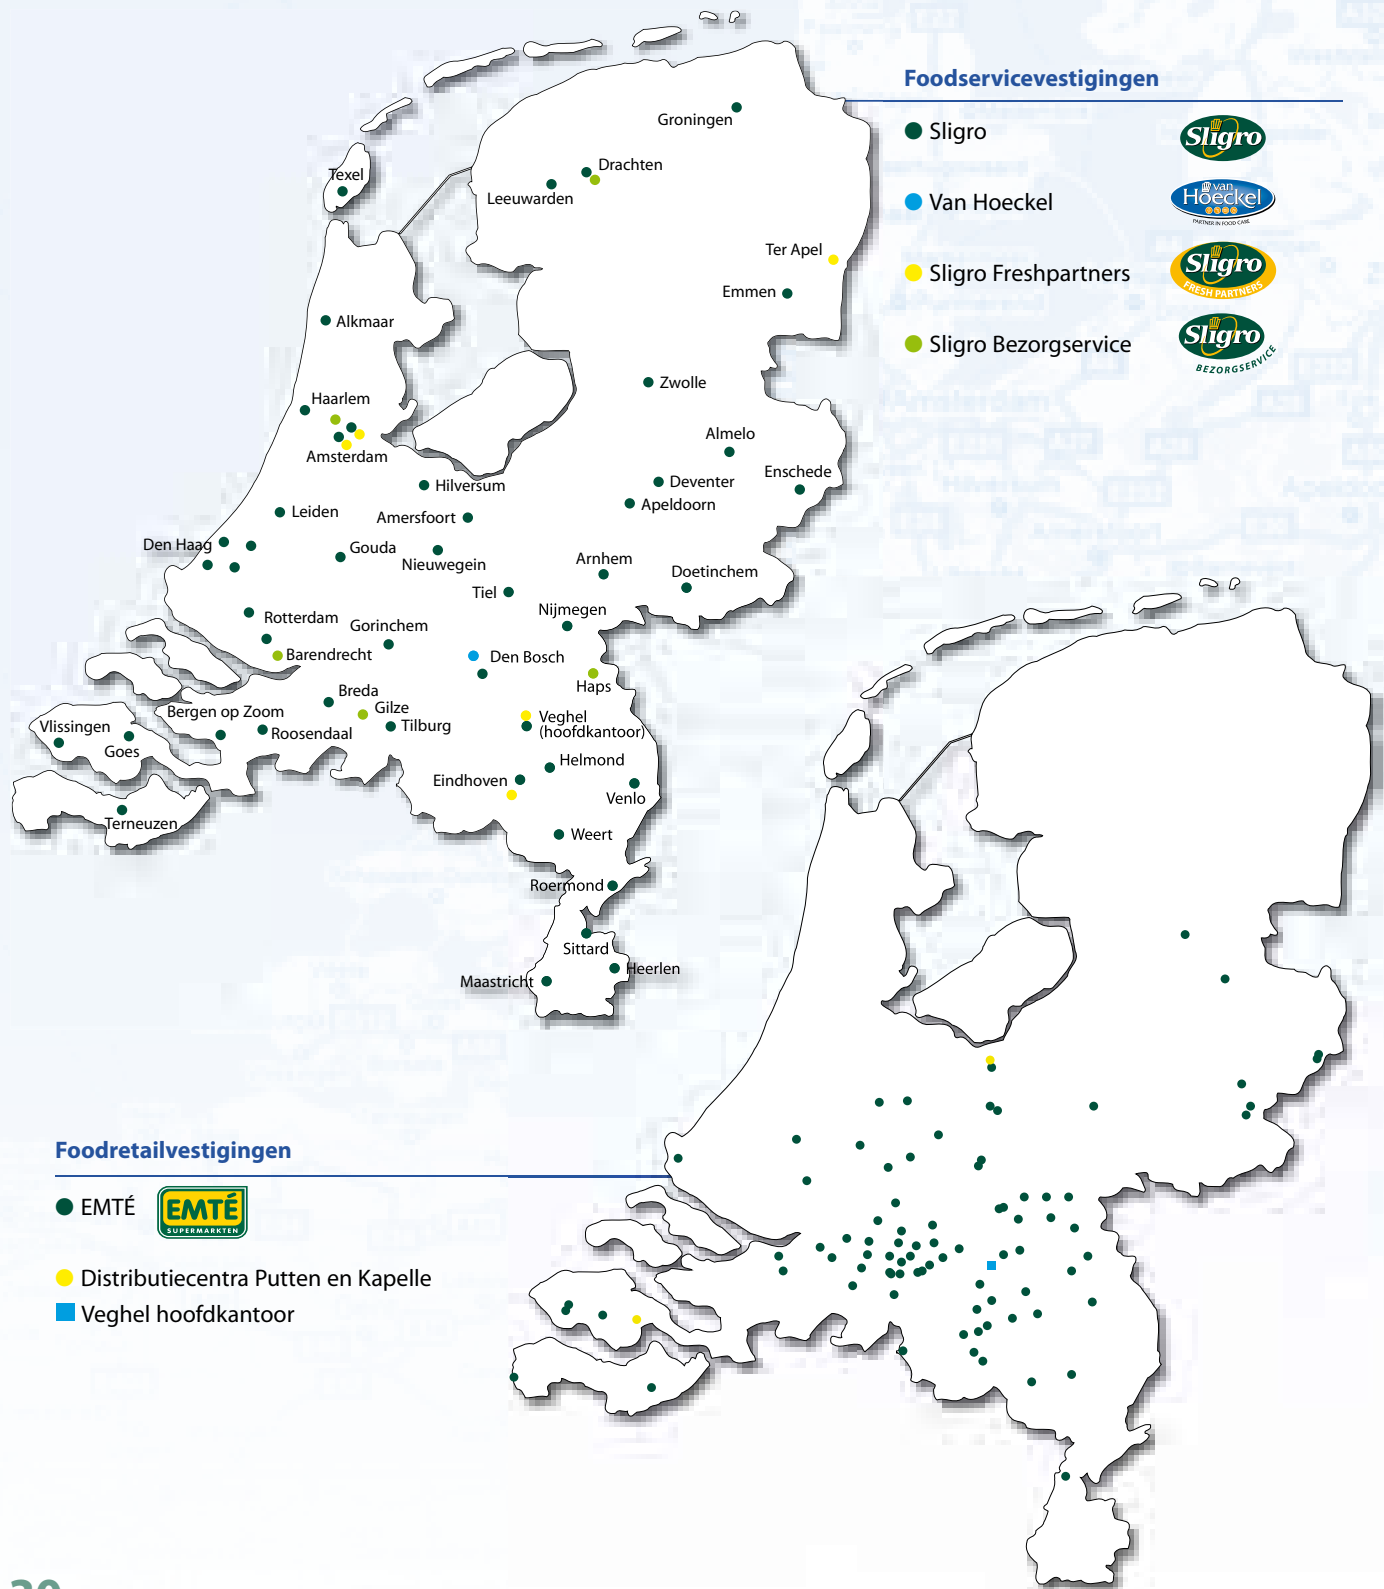 Foodservicevestigingen
Sligro
Sligro
Van Hoeckel
van Hoeckel
PARTNER IN FOOD CARE
Sligro Freshpartners
Sligro
FRESH PARTNERS
Sligro Bezorgservice
Sligro
BEZORGSERVICE
Groningen
Drachten
Leeuwarden
Texel
Ter Apel
Emmen
Alkmaar
Zwolle
Haarlem
Amsterdam
Almelo
Enschede
Deventer
Hilversum
Apeldoorn
Leiden
Amersfoort
Den Haag
Gouda
Nieuwegein
Arnhem
Doetinchem
Tiel
Nijmegen
Rotterdam
Gorinchem
Barendrecht
Den Bosch
Haps
Breda
Gilze
Bergen op Zoom
Tilburg
Veghel
(hoofdkantoor)
Vlissingen
Roosendaal
Goes
Helmond
Eindhoven
Venlo
Terneuzen
Weert
Roermond
Sittard
Heerlen
Maastricht
Foodretailvestigingen
EMTÉ
EMTÉ
SUPERMARKTEN
Distributiecentra Putten en Kapelle
Veghel hoofdkantoor